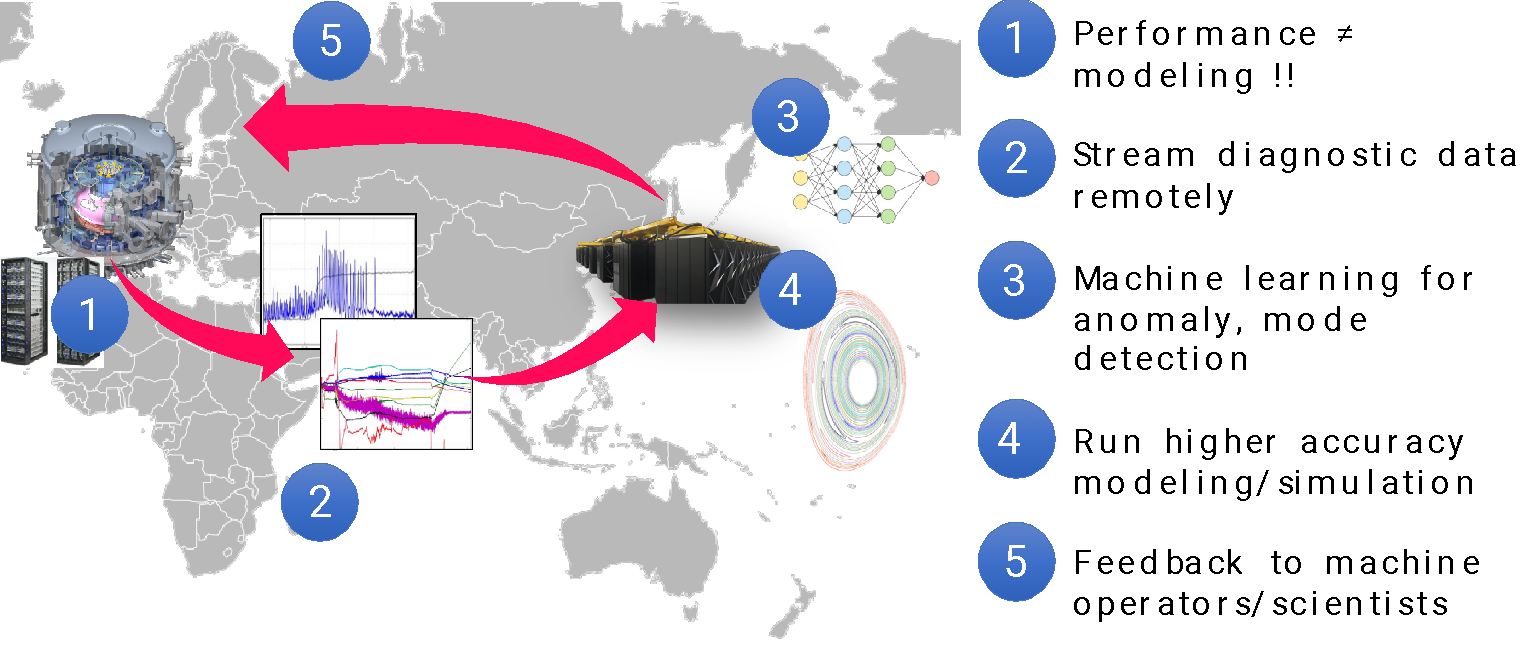 5
3
1
4
2
1
Performance ≠
modeling !!
2
Stream diagnostic data
remotely
3
Machine learning for
anomaly, mode
detection
4
Run higher accuracy
modeling/simulation
5
Feedback to machine
operators/scientists